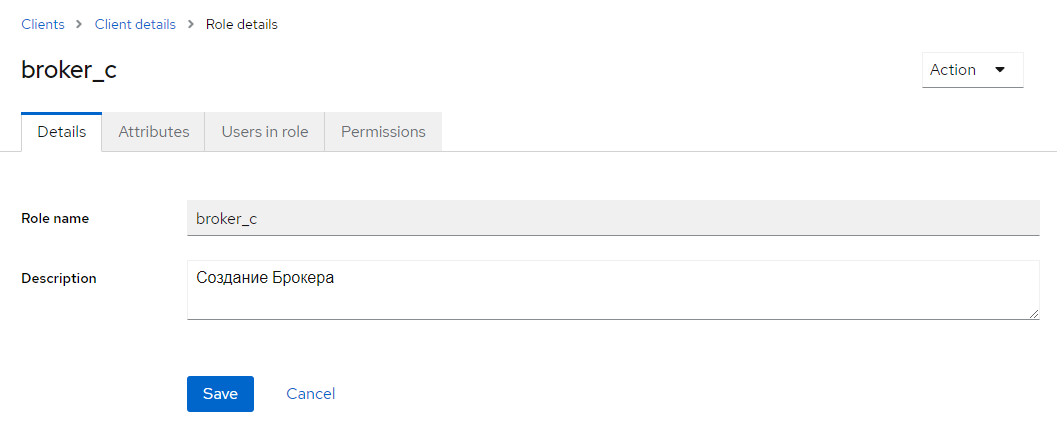 Clients > Client details > Role details
broker_c
Action
Details Attributes Users in role Permissions
Role name broker_c
Description Создание Брокера
Save Cancel